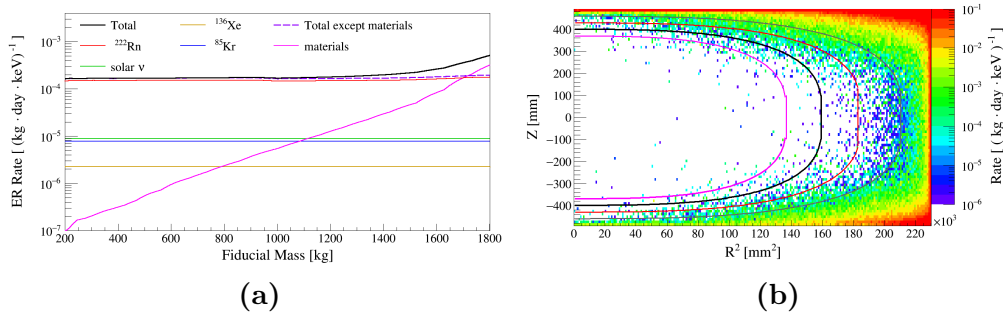 Total
¹³⁶Xe
Total except materials
²²²Rn
⁸⁵Kr
materials
solar ν
ER Rate [ (kg · day · keV)⁻¹ ]
10⁻³
10⁻⁴
10⁻⁵
10⁻⁶
10⁻⁷
200 400 600 800 1000 1200 1400 1600 1800
Fiducial Mass [kg]
(a)
Z [mm]
400
300
200
100
0
−100
−200
−300
−400
0 20 40 60 80 100 120 140 160 180 200 220
×10³
R² [mm²]
10⁻¹
10⁻²
10⁻³
10⁻⁴
10⁻⁵
10⁻⁶
Rate [ ( kg · day · keV )⁻¹ ]
(b)